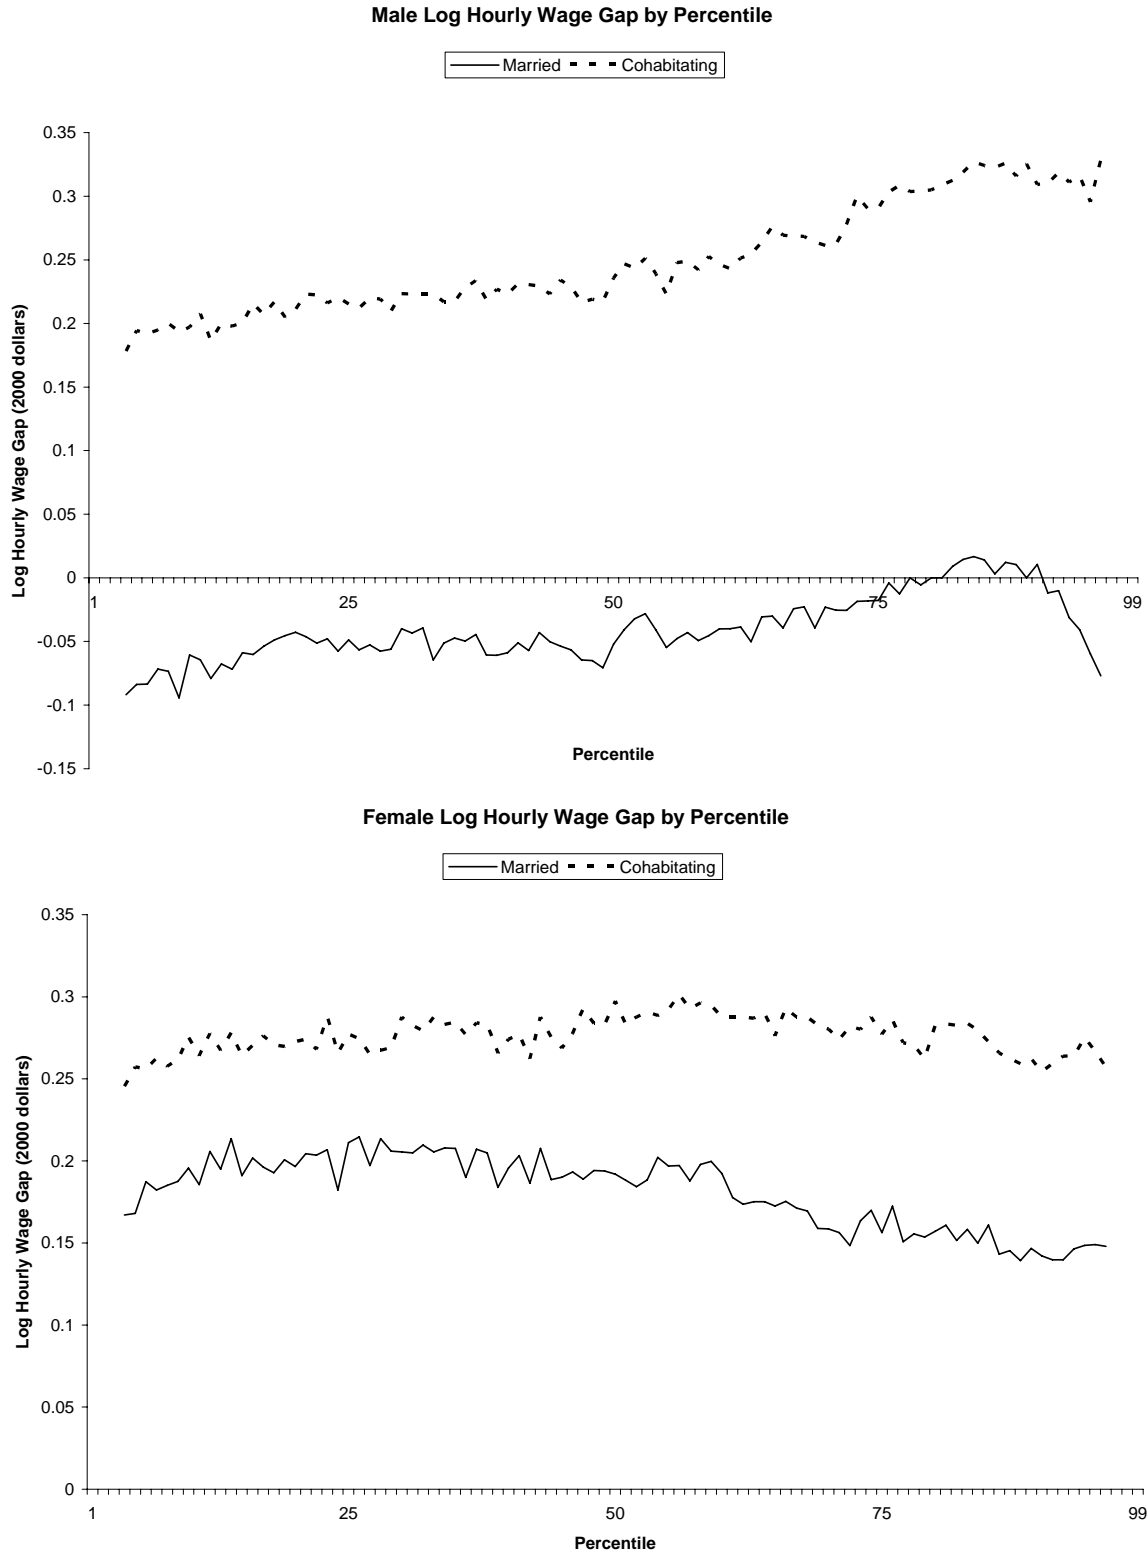 Male Log Hourly Wage Gap by Percentile
Married Cohabitating
Log Hourly Wage Gap (2000 dollars)
0.35
0.3
0.25
0.2
0.15
0.1
0.05
0
-0.05
-0.1
-0.15
1 25 50 75 99
Percentile
Female Log Hourly Wage Gap by Percentile
Married Cohabitating
Log Hourly Wage Gap (2000 dollars)
0.35
0.3
0.25
0.2
0.15
0.1
0.05
0
1 25 50 75 99
Percentile